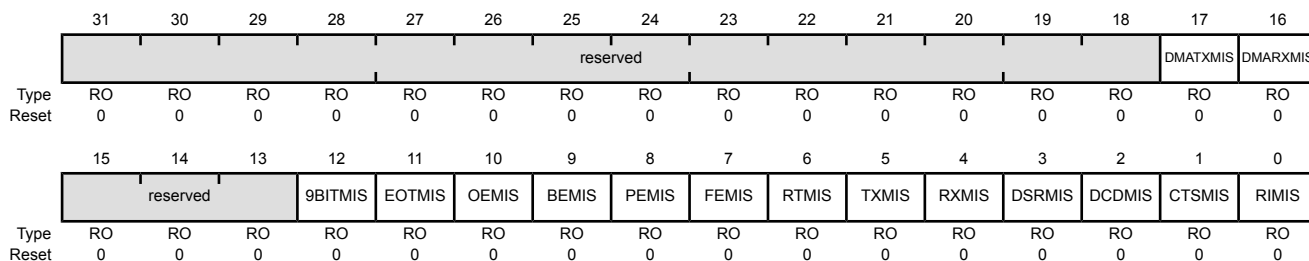 31 30 29 28 27 26 25 24 23 22 21 20 19 18 17 16
reserved DMATXMIS DMARXMIS
Type RO RO RO RO RO RO RO RO RO RO RO RO RO RO RO RO
Reset 0 0 0 0 0 0 0 0 0 0 0 0 0 0 0 0
15 14 13 12 11 10 9 8 7 6 5 4 3 2 1 0
reserved 9BITMIS EOTMIS OEMIS BEMIS PEMIS FEMIS RTMIS TXMIS RXMIS DSRMIS DCDMIS CTSMIS RIMIS
Type RO RO RO RO RO RO RO RO RO RO RO RO RO RO RO RO
Reset 0 0 0 0 0 0 0 0 0 0 0 0 0 0 0 0